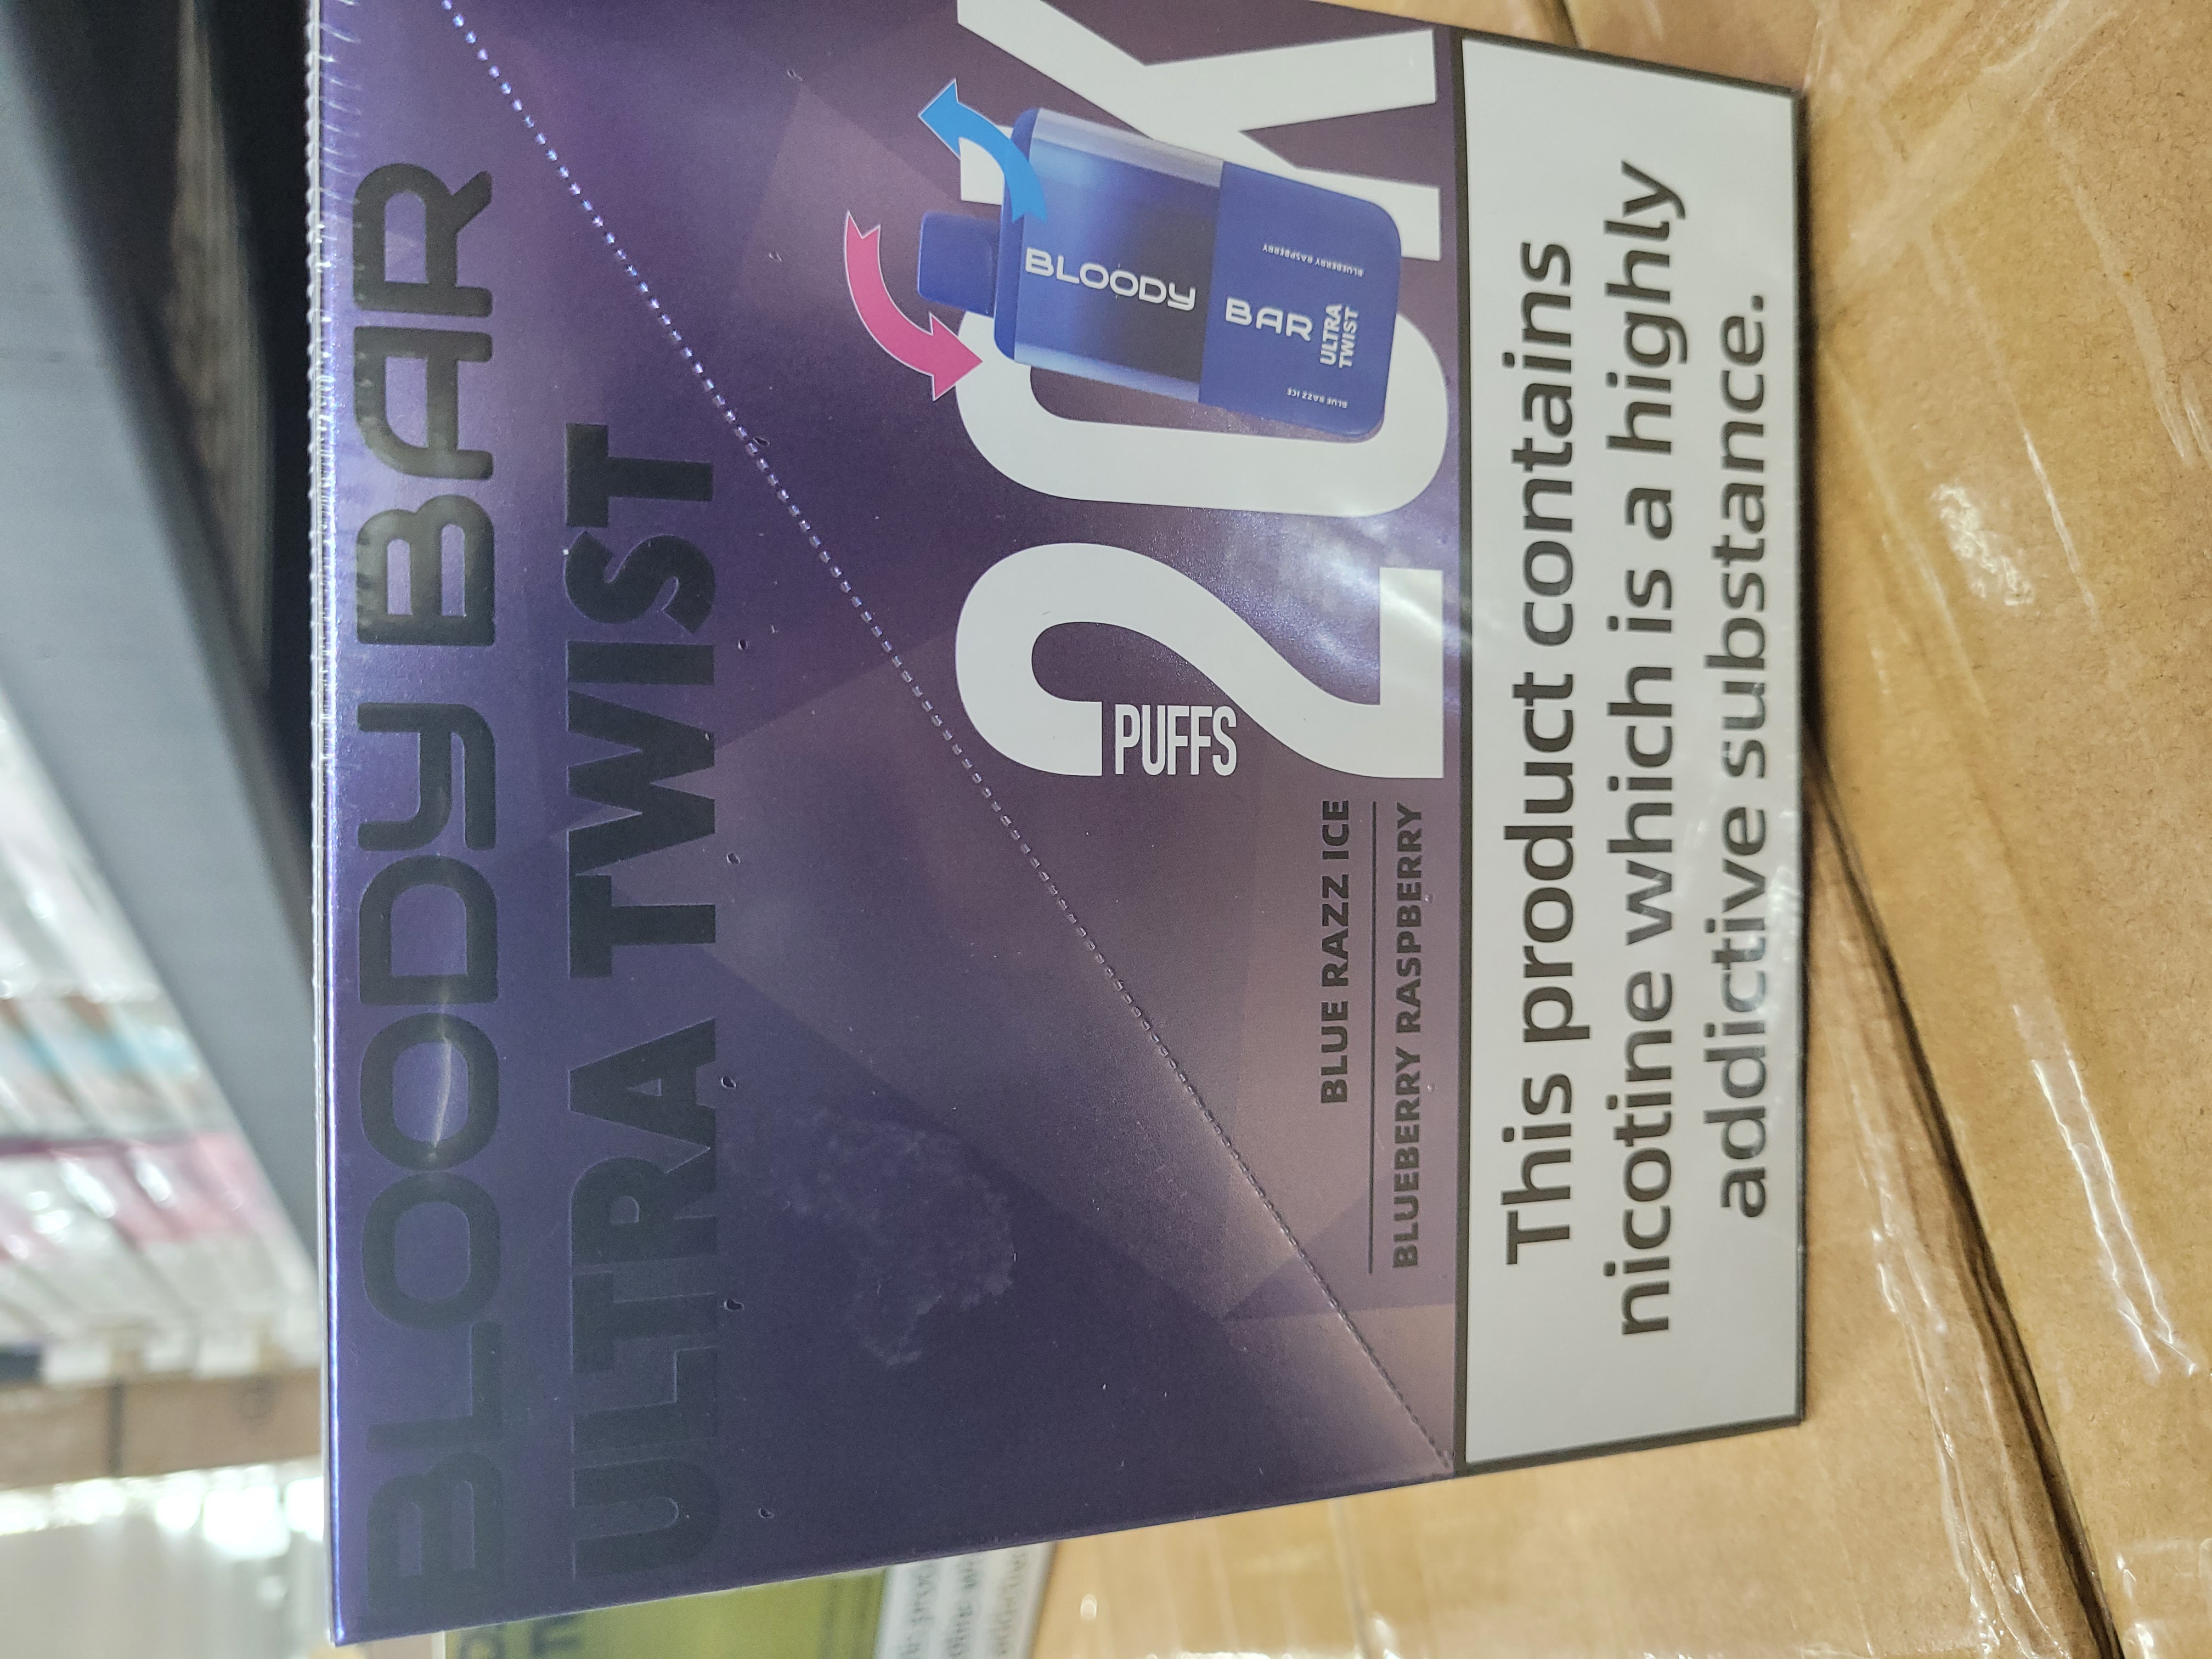 BLOODY BAR
ULTRA TWIST
20K
PUFFS
BLOODY
BAR
ULTRA
TWIST
BLUEBERRY RASPBERRY
BLUE RAZZ ICE
BLUE RAZZ ICE
BLUEBERRY RASPBERRY
This product contains
nicotine which is a highly
addictive substance.